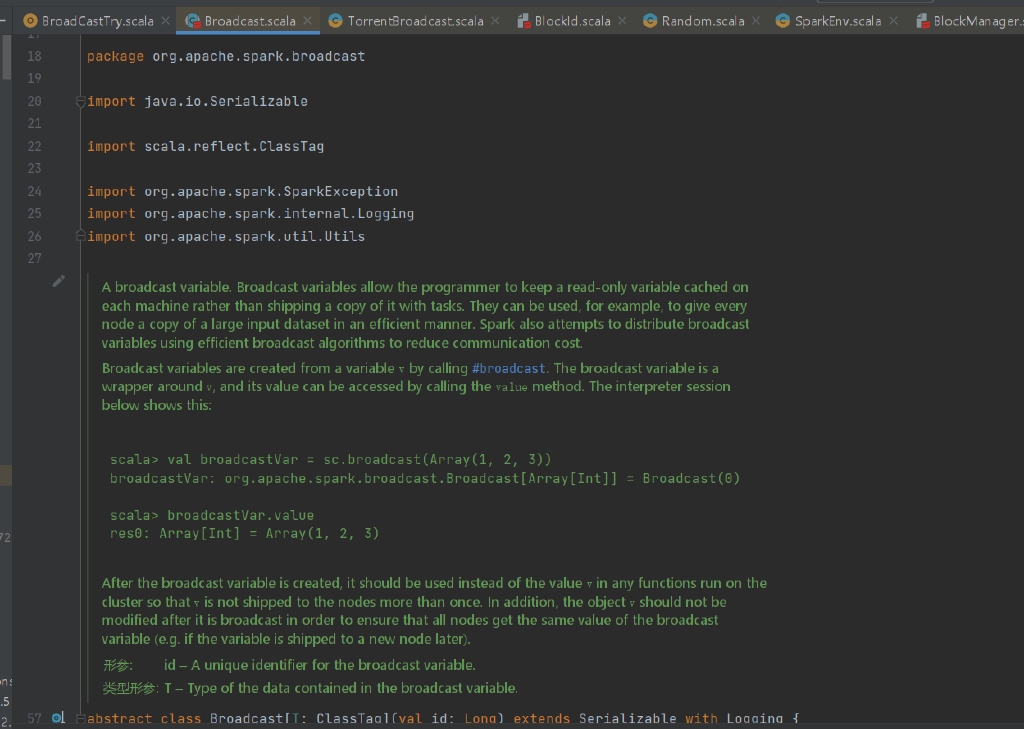 BroadCastTry.scala Broadcast.scala TorrentBroadcast.scala BlockId.scala Random.scala SparkEnv.scala BlockManager.s
17
18 package org.apache.spark.broadcast
19
20 import java.io.Serializable
21
22 import scala.reflect.ClassTag
23
24 import org.apache.spark.SparkException
25 import org.apache.spark.internal.Logging
26 import org.apache.spark.util.Utils
27
A broadcast variable. Broadcast variables allow the programmer to keep a read-only variable cached on
each machine rather than shipping a copy of it with tasks. They can be used, for example, to give every
node a copy of a large input dataset in an efficient manner. Spark also attempts to distribute broadcast
variables using efficient broadcast algorithms to reduce communication cost.
Broadcast variables are created from a variable v by calling #broadcast. The broadcast variable is a
wrapper around v, and its value can be accessed by calling the value method. The interpreter session
below shows this:
scala> val broadcastVar = sc.broadcast(Array(1, 2, 3))
broadcastVar: org.apache.spark.broadcast.Broadcast[Array[Int]] = Broadcast(0)
scala> broadcastVar.value
res0: Array[Int] = Array(1, 2, 3)
72
After the broadcast variable is created, it should be used instead of the value v in any functions run on the
cluster so that v is not shipped to the nodes more than once. In addition, the object v should not be
modified after it is broadcast in order to ensure that all nodes get the same value of the broadcast
variable (e.g. if the variable is shipped to a new node later).
形参: id – A unique identifier for the broadcast variable.
ons
类型形参: T – Type of the data contained in the broadcast variable.
.5
2.
57 abstract class Broadcast[T: ClassTag](val id: Long) extends Serializable with Logging {